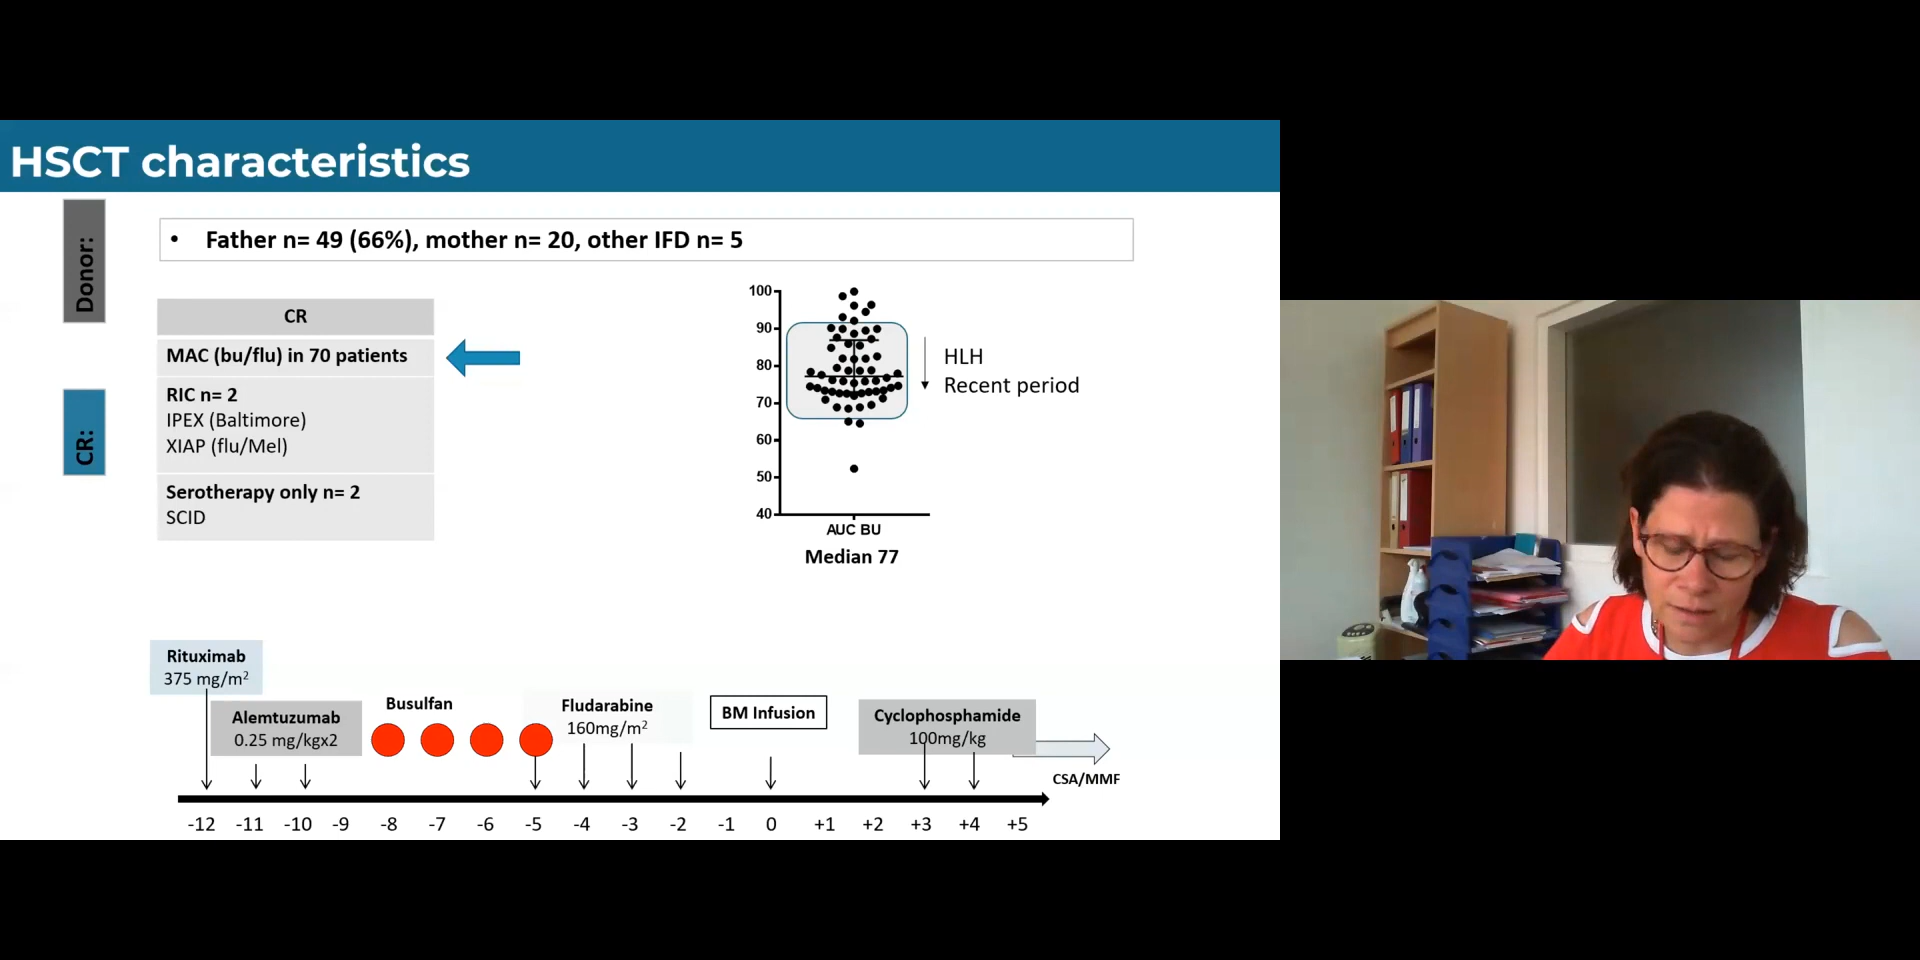 HSCT characteristics
Donor:
• Father n= 49 (66%), mother n= 20, other IFD n= 5
CR:
CR
MAC (bu/flu) in 70 patients
RIC n= 2
IPEX (Baltimore)
XIAP (flu/Mel)
Serotherapy only n= 2
SCID
100
90
80
70
60
50
40
AUC BU
Median 77
HLH
Recent period
Rituximab
375 mg/m²
Alemtuzumab
0.25 mg/kgx2
Busulfan
Fludarabine
160mg/m²
BM Infusion
Cyclophosphamide
100mg/kg
CSA/MMF
-12 -11 -10 -9 -8 -7 -6 -5 -4 -3 -2 -1 0 +1 +2 +3 +4 +5